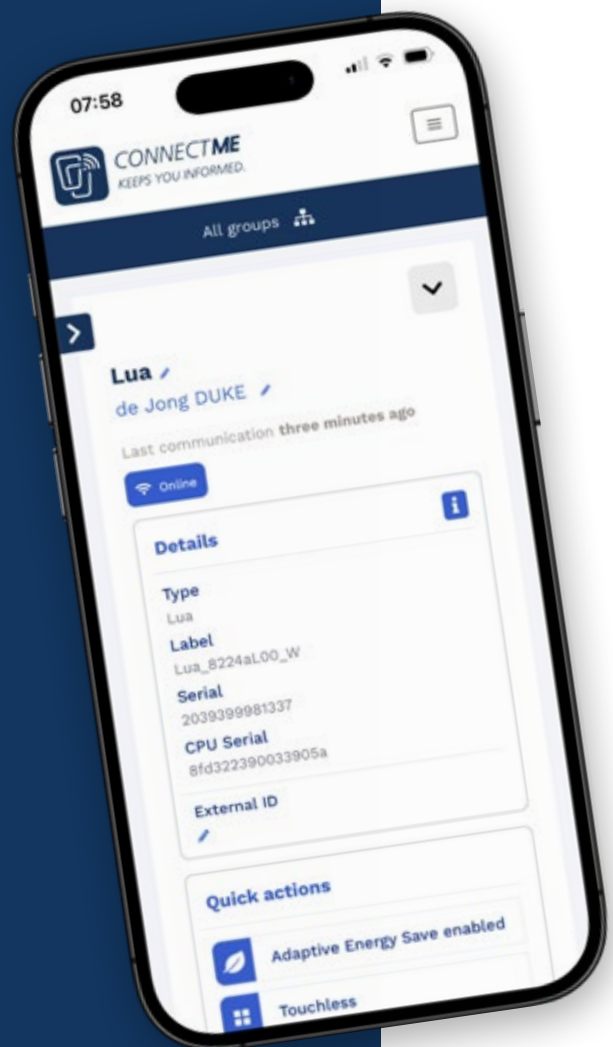 07:58
CONNECTME
KEEPS YOU INFORMED.
All groups
Lua
de Jong DUKE
Last communication three minutes ago
Online
Details
Type
Lua
Label
Lua_8224aL00_W
Serial
2039399981337
CPU Serial
8fd322390033905a
External ID
Quick actions
Adaptive Energy Save enabled
Touchless